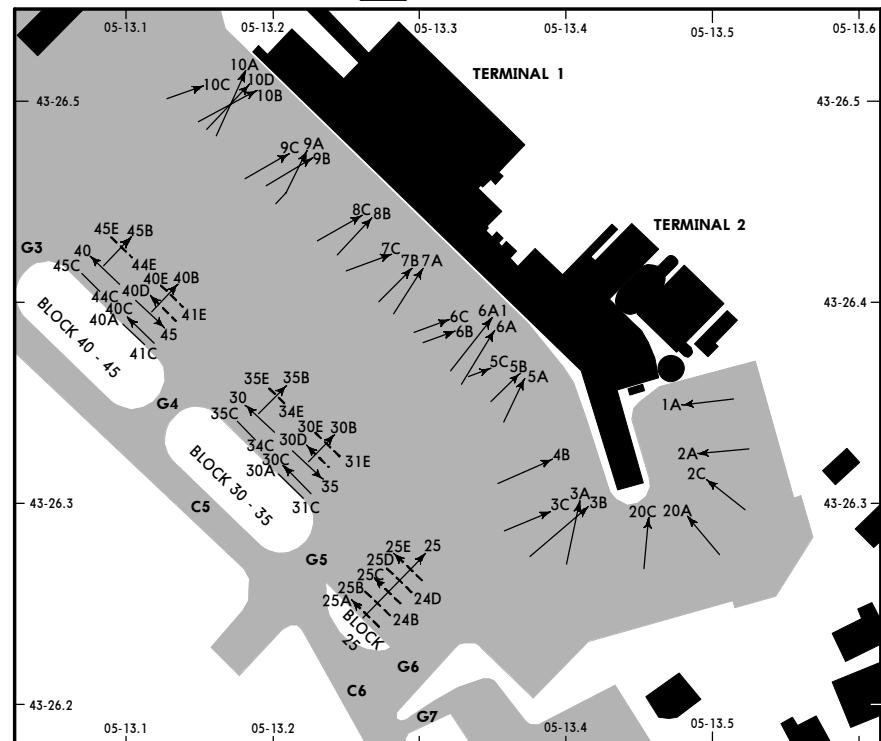 05-13.1 05-13.2 05-13.3 05-13.4 05-13.5 05-13.6
43-26.5 43-26.5
TERMINAL 1
10A
10D
10C
10B
9C 9A
9B
8C
8B
TERMINAL 2
7C
7B 7A
45E 45B
G3
40
45C
44E
40E 40B
44C 40D
40C
40A
41E
45
41C
BLOCK 40 - 45
43-26.4 43-26.4
6C 6A1
6B 6A
5C 5B
5A
35E 35B
30
G4
35C
34E
30E 30B
34C 30D
30C
30A
31E
35
31C
BLOCK 30 - 35
1A
2A
2C
4B
3A
3C 3B
20C 20A
43-26.3 43-26.3
C5
G5
25E 25
25D
25C
25B
25A
24D
24B
BLOCK
25
G6
C6
G7
43-26.2 43-26.2
05-13.1 05-13.2 05-13.4 05-13.5